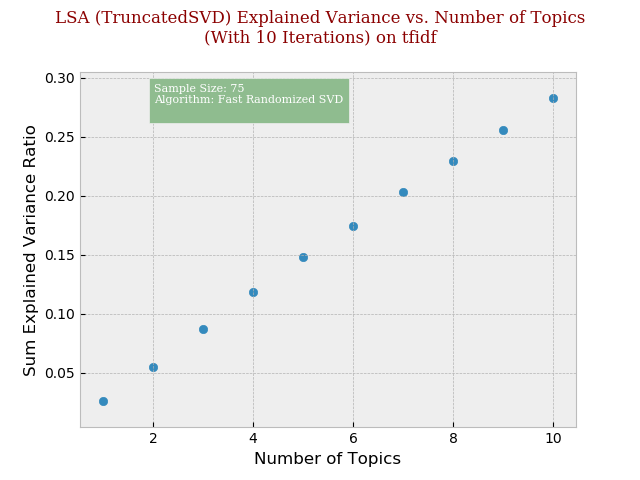 LSA (TruncatedSVD) Explained Variance vs. Number of Topics
(With 10 Iterations) on tfidf
Sample Size: 75
Algorithm: Fast Randomized SVD
Sum Explained Variance Ratio
0.30
0.25
0.20
0.15
0.10
0.05
2 4 6 8 10
Number of Topics